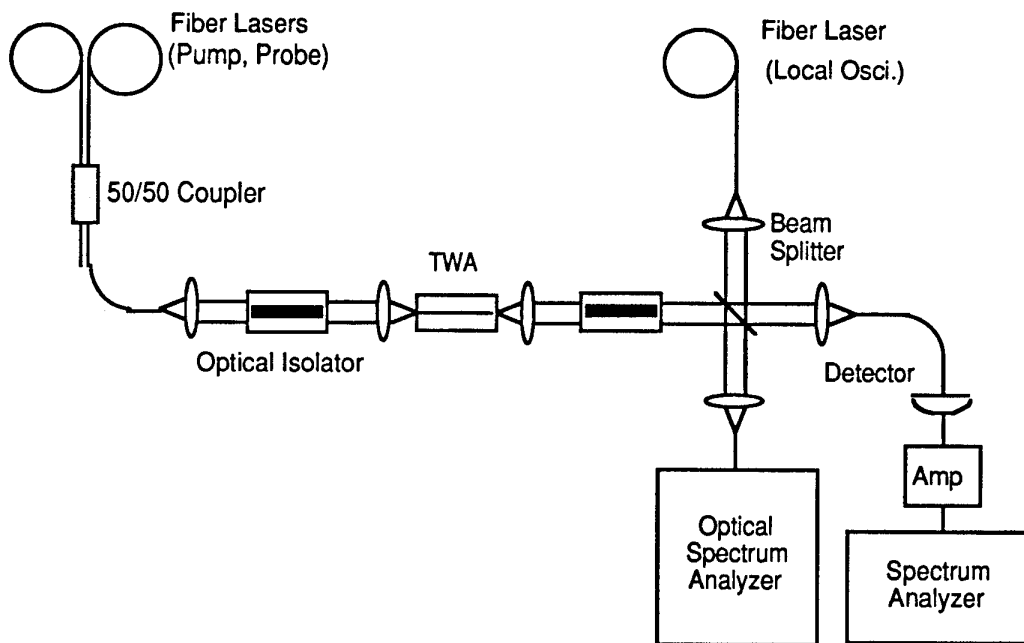 Fiber Lasers
(Pump, Probe)
Fiber Laser
(Local Osci.)
50/50 Coupler
Beam
Splitter
TWA
Optical Isolator
Detector
Amp
Optical
Spectrum
Analyzer
Spectrum
Analyzer